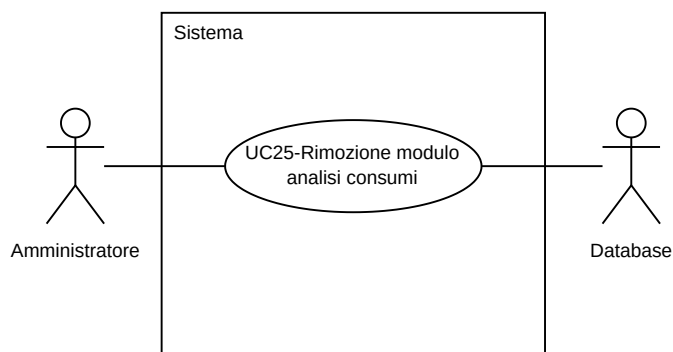 Sistema
UC25-Rimozione modulo
analisi consumi
Amministratore
Database